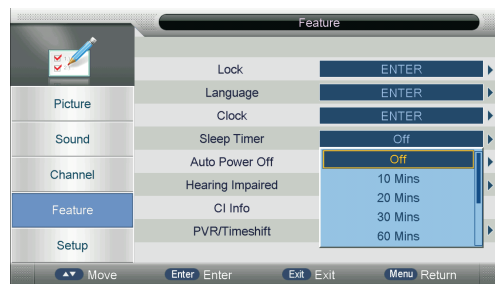 Feature
Lock ENTER
Language ENTER
Clock ENTER
Sleep Timer Off
Auto Power Off Off
Hearing Impaired 10 Mins
CI Info 20 Mins
30 Mins
PVR/Timeshift 60 Mins
Picture
Sound
Channel
Feature
Setup
Move Enter Enter Exit Exit Menu Return